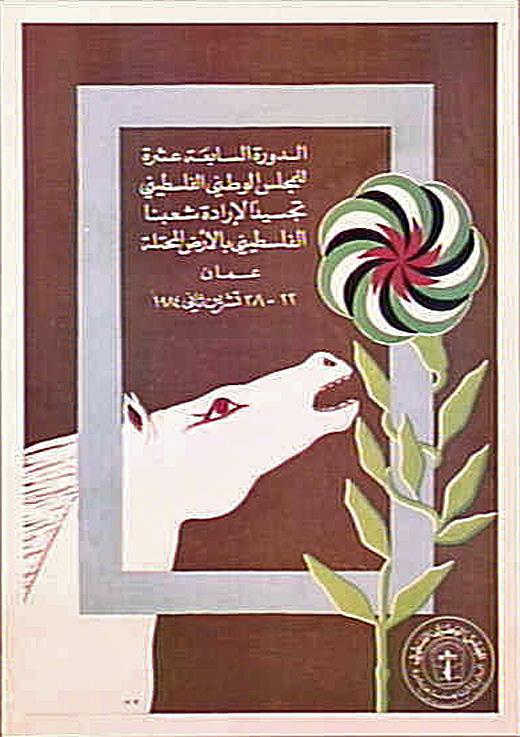 الدورة السابعة عشرة
للمجلس الوطني الفلسطيني
تجسيداً لإرادة شعبنا
الفلسطيني بالأرض المحتلة
عمان
٢٢ - ٢٨ تشرين ثاني ١٩٨٤